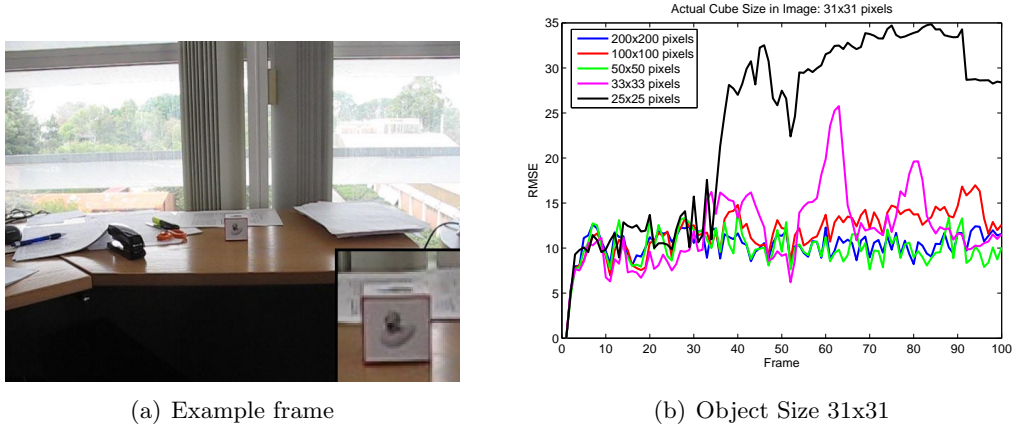 Actual Cube Size in Image: 31x31 pixels
35
30
25
20
15
10
5
0
RMSE
200x200 pixels
100x100 pixels
50x50 pixels
33x33 pixels
25x25 pixels
0 10 20 30 40 50 60 70 80 90 100
Frame
(a) Example frame
(b) Object Size 31x31